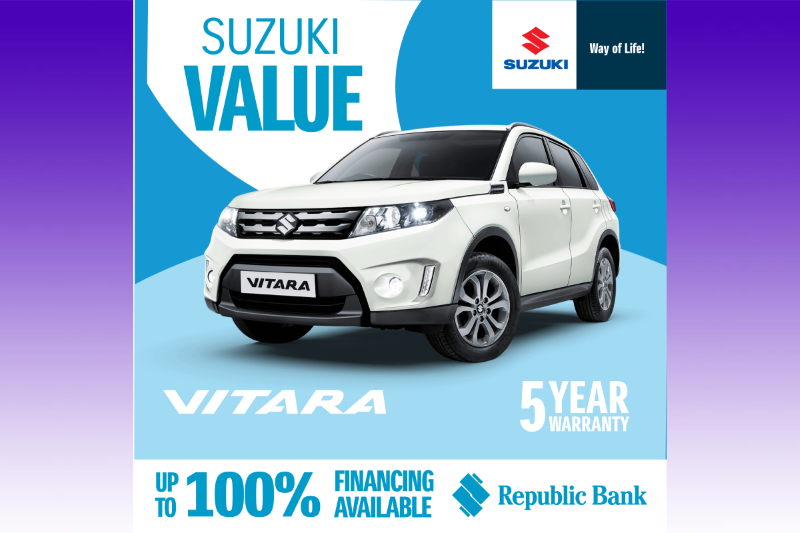 SUZUKI
VALUE
SUZUKI
Way of Life!
VITARA
VITARA
5 YEAR
WARRANTY
UP
TO
100%
FINANCING
AVAILABLE
Republic Bank